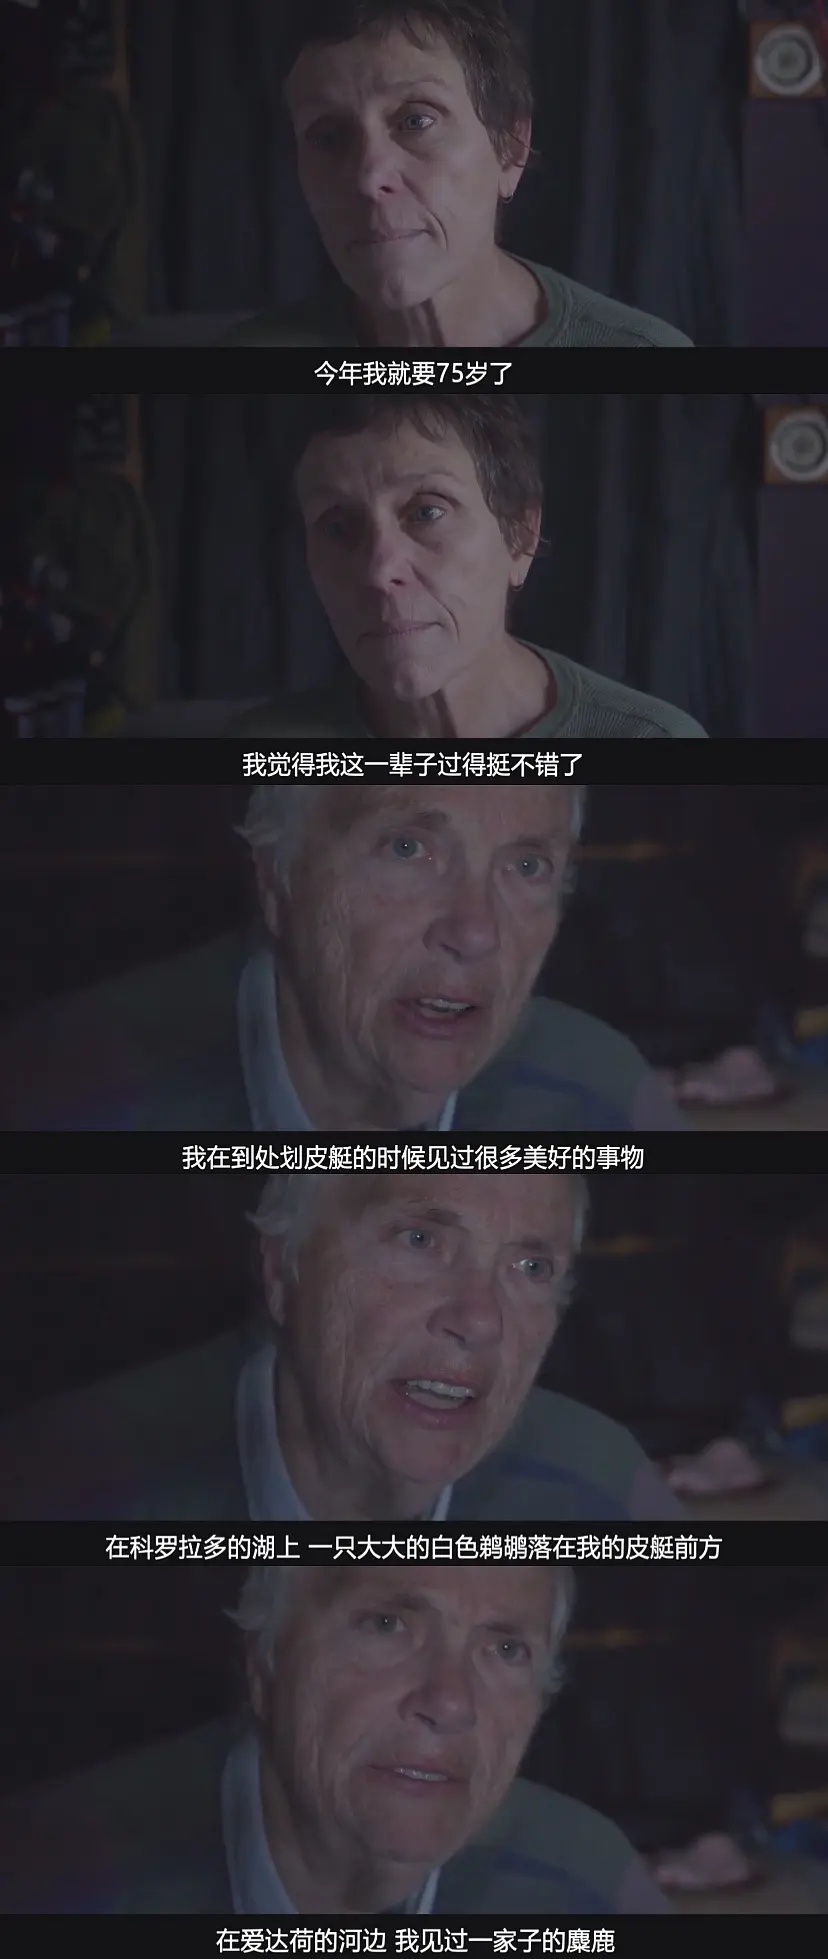 今年我就要75岁了
我觉得我这一辈子过得挺不错了
我在到处划皮艇的时候见过很多美好的事物
在科罗拉多的湖上 一只大大的白色鹈鹕落在我的皮艇前方
在爱达荷的河边 我见过一家子的麋鹿